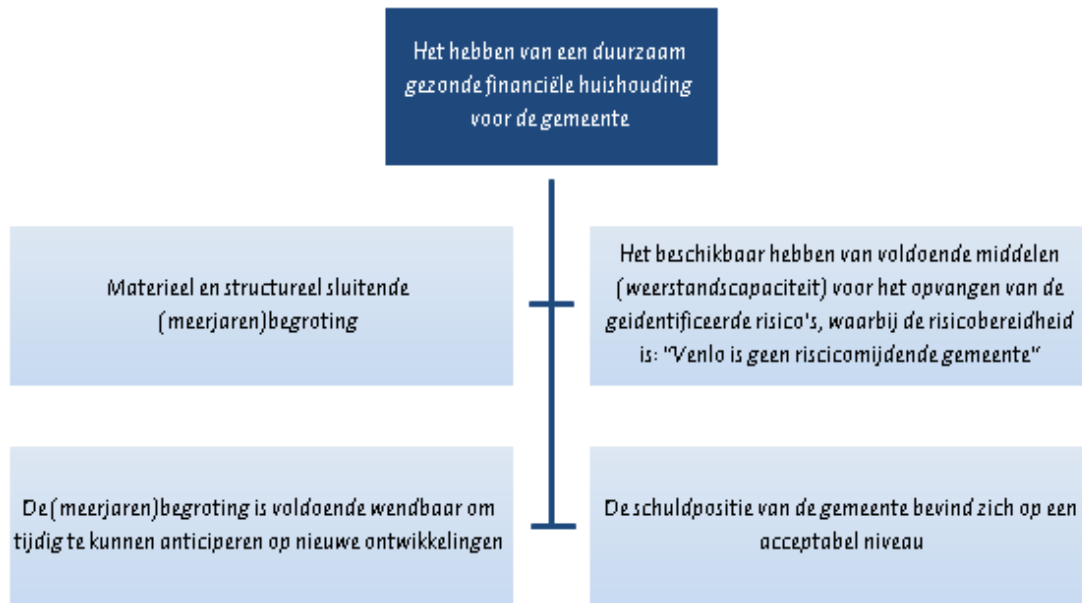 Het hebben van een duurzaam
gezonde financiële huishouding
voor de gemeente
Materieel en structureel sluitende
(meerjaren)begroting
Het beschikbaar hebben van voldoende middelen
(weerstandscapaciteit) voor het opvangen van de
geidentificeerde risico's, waarbij de risicobereidheid
is: "Venlo is geen riscicomijdende gemeente"
De (meerjaren)begroting is voldoende wendbaar om
tijdig te kunnen anticiperen op nieuwe ontwikkelingen
De schuldpositie van de gemeente bevind zich op een
acceptabel niveau